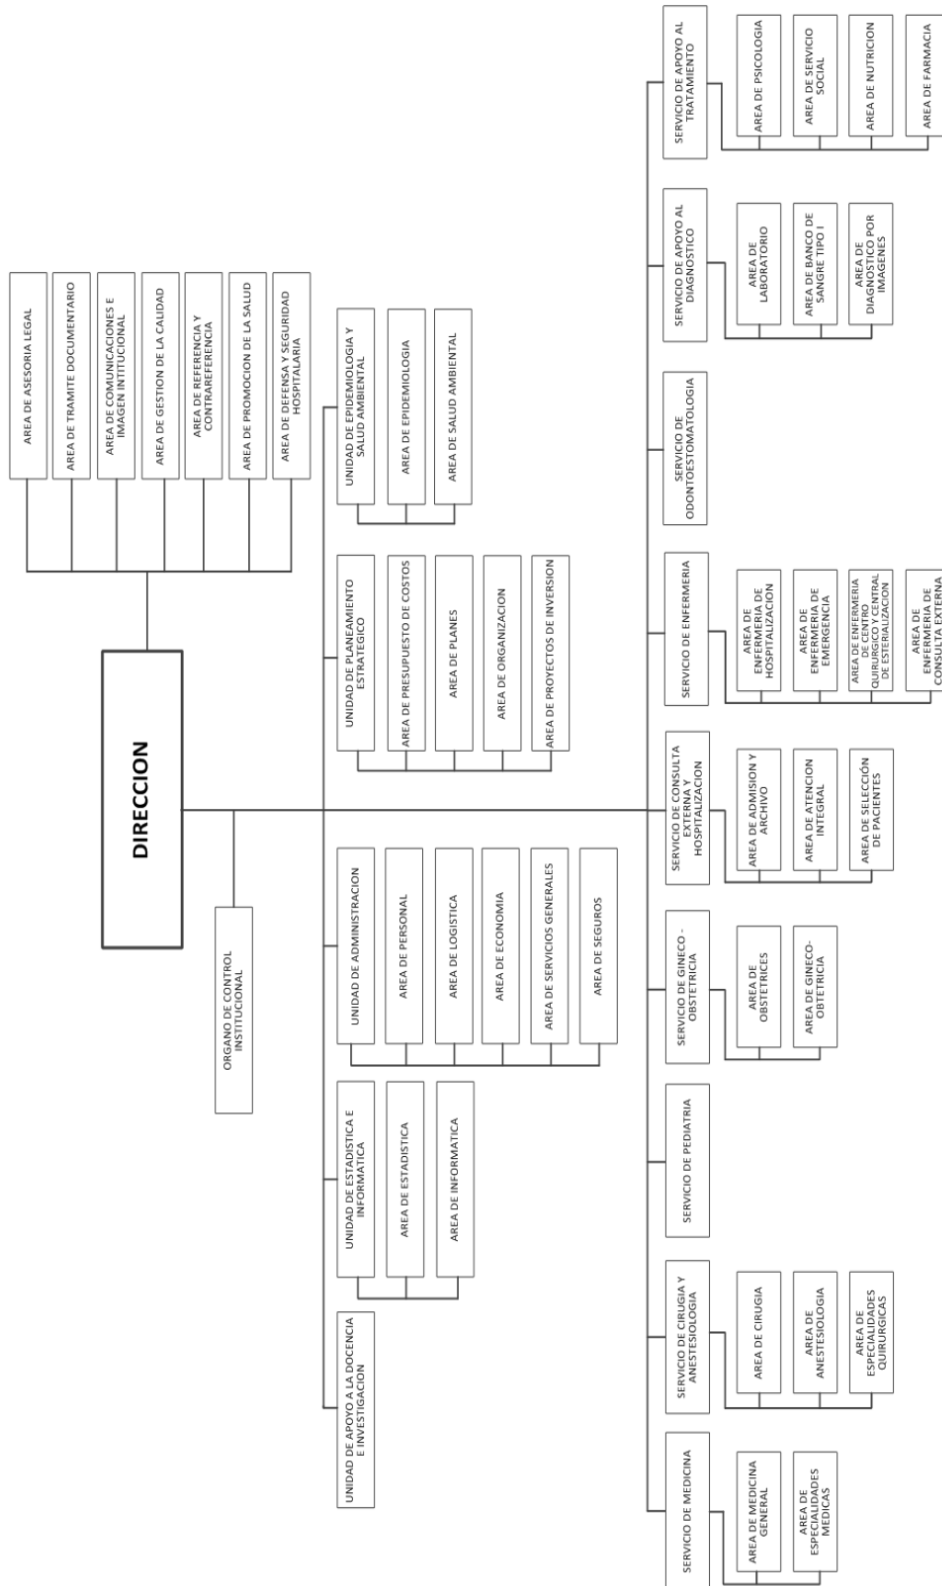 DIRECCION
AREA DE ASESORIA LEGAL
AREA DE TRAMITE DOCUMENTARIO
AREA DE COMUNICACIONES E
IMAGEN INTITUCIONAL
AREA DE GESTION DE LA CALIDAD
AREA DE REFERENCIA Y
CONTRAREFERENCIA
AREA DE PROMOCION DE LA SALUD
AREA DE DEFENSA Y SEGURIDAD
HOSPITALARIA
ORGANO DE CONTROL
INSTITUCIONAL
UNIDAD DE APOYO A LA DOCENCIA
E INVESTIGACION
UNIDAD DE ESTADISTICA E
INFORMATICA
AREA DE ESTADISTICA
AREA DE INFORMATICA
UNIDAD DE ADMINISTRACION
AREA DE PERSONAL
AREA DE LOGISTICA
AREA DE ECONOMIA
AREA DE SERVICIOS GENERALES
AREA DE SEGUROS
UNIDAD DE PLANEAMIENTO
ESTRATEGICO
AREA DE PRESUPUESTO DE COSTOS
AREA DE PLANES
AREA DE ORGANIZACION
AREA DE PROYECTOS DE INVERSION
UNIDAD DE EPIDEMIOLOGIA Y
SALUD AMBIENTAL
AREA DE EPIDEMIOLOGIA
AREA DE SALUD AMBIENTAL
SERVICIO DE MEDICINA
AREA DE MEDICINA
GENERAL
AREA DE
ESPECIALIDADES
MEDICAS
SERVICIO DE CIRUGIA Y
ANESTESIOLOGIA
AREA DE CIRUGIA
AREA DE
ANESTESIOLOGIA
AREA DE
ESPECIALIDADES
QUIRURGICAS
SERVICIO DE PEDIATRIA
SERVICIO DE GINECO -
OBSTETRICIA
AREA DE
OBSTETRICES
AREA DE GINECO-
OBTETRICIA
SERVICIO DE CONSULTA
EXTERNA Y
HOSPITALIZACION
AREA DE ADMISION Y
ARCHIVO
AREA DE ATENCION
INTEGRAL
AREA DE SELECCIÓN
DE PACIENTES
SERVICIO DE ENFERMERIA
AREA DE
ENFERMERIA DE
HOSPITALIZACION
AREA DE
ENFERMERIA DE
EMERGENCIA
AREA DE ENFERMERIA
DE CENTRO
QUIRURGICO Y CENTRAL
DE ESTERIALIZACION
AREA DE
ENFERMERIA DE
CONSULTA EXTERNA
SERVICIO DE
ODONTOESTOMATOLOGIA
SERVICIO DE APOYO AL
DIAGNOSTICO
AREA DE
LABORATORIO
AREA DE BANCO DE
SANGRE TIPO I
AREA DE
DIAGNOSTICO POR
IMAGENES
SERVICIO DE APOYO AL
TRATAMIENTO
AREA DE PSICOLOGIA
AREA DE SERVICIO
SOCIAL
AREA DE NUTRICION
AREA DE FARMACIA